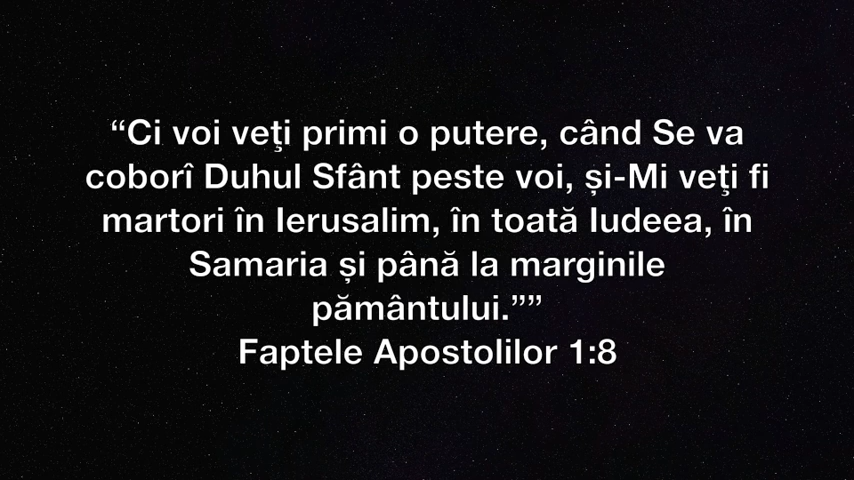 “Ci voi veţi primi o putere, când Se va
coborî Duhul Sfânt peste voi, și-Mi veţi fi
martori în Ierusalim, în toată Iudeea, în
Samaria și până la marginile
pământului.””
Faptele Apostolilor 1:8